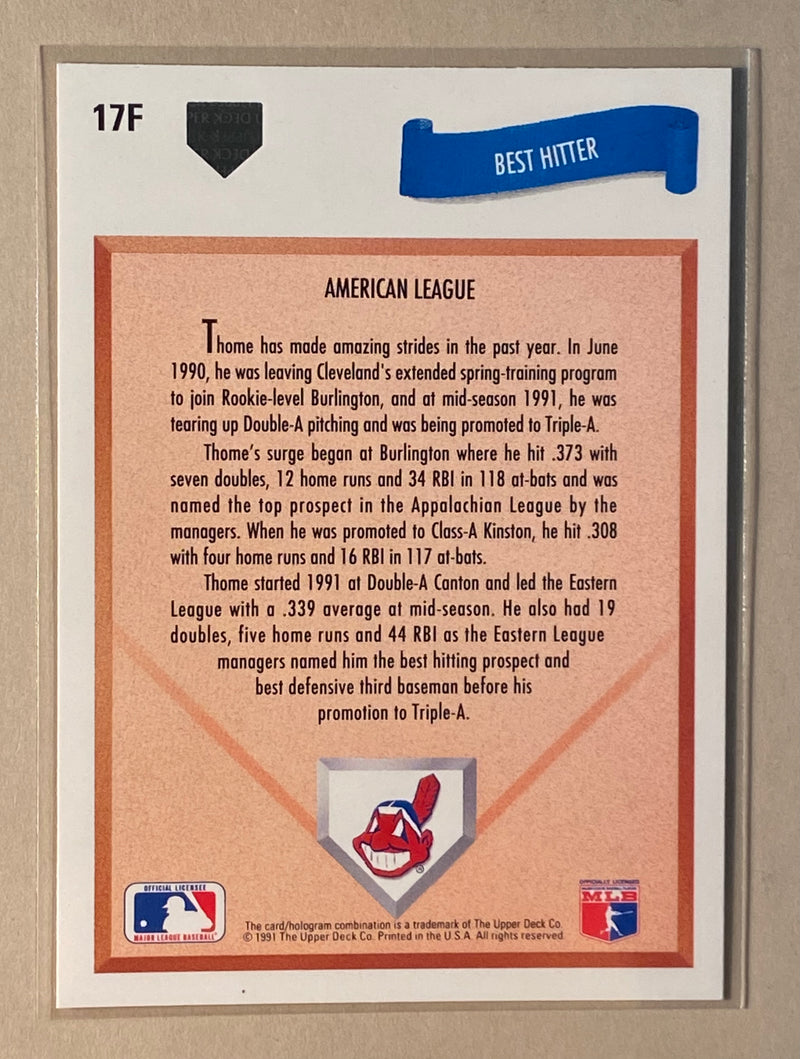 17F
BEST HITTER
AMERICAN LEAGUE
Thome has made amazing strides in the past year. In June
1990, he was leaving Cleveland's extended spring-training program
to join Rookie-level Burlington, and at mid-season 1991, he was
tearing up Double-A pitching and was being promoted to Triple-A.
Thome's surge began at Burlington where he hit .373 with
seven doubles, 12 home runs and 34 RBI in 118 at-bats and was
named the top prospect in the Appalachian League by the
managers. When he was promoted to Class-A Kinston, he hit .308
with four home runs and 16 RBI in 117 at-bats.
Thome started 1991 at Double-A Canton and led the Eastern
League with a .339 average at mid-season. He also had 19
doubles, five home runs and 44 RBI as the Eastern League
managers named him the best hitting prospect and
best defensive third baseman before his
promotion to Triple-A.
OFFICIAL LICENSEE
MAJOR LEAGUE BASEBALL
The card/hologram combination is a trademark of The Upper Deck Co.
© 1991 The Upper Deck Co. Printed in the U.S.A. All rights reserved.
OFFICIALLY LICENSED
MLB